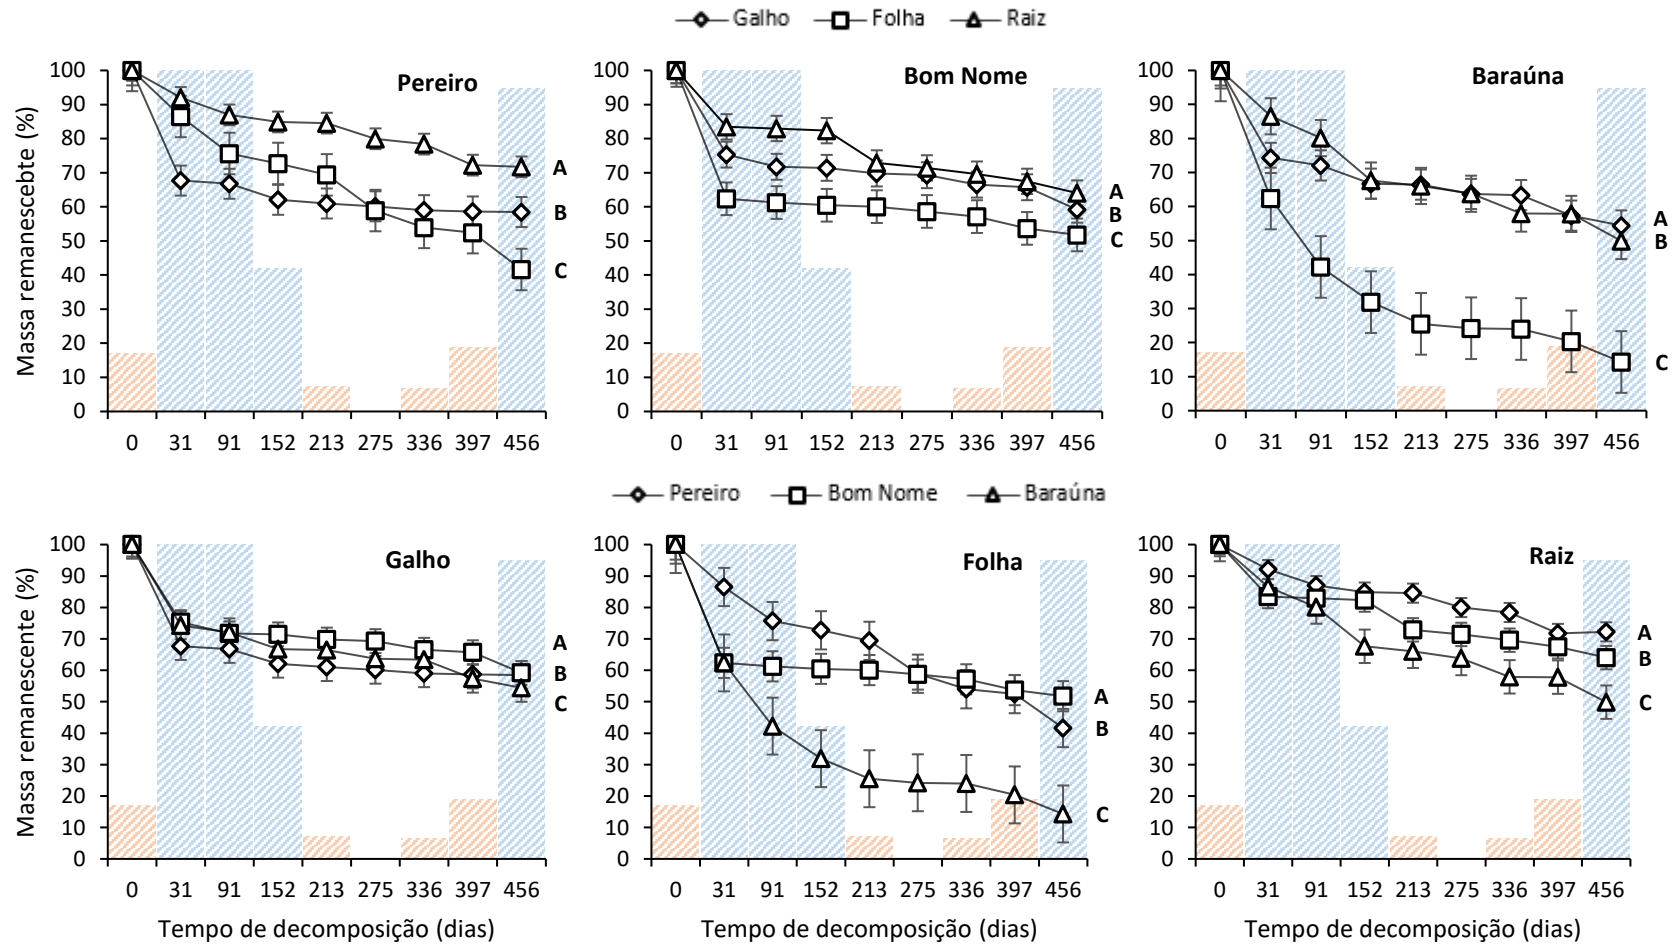 Galho Folha Raiz
Pereiro
Massa remanescebte (%)
100
90
80
70
60
50
40
30
20
10
0
A
B
C
0 31 91 152 213 275 336 397 456
Bom Nome
100
90
80
70
60
50
40
30
20
10
0
A
B
C
0 31 91 152 213 275 336 397 456
Baraúna
100
90
80
70
60
50
40
30
20
10
0
A
B
C
0 31 91 152 213 275 336 397 456
Pereiro Bom Nome Baraúna
Galho
Massa remanescente (%)
100
90
80
70
60
50
40
30
20
10
0
A
B
C
0 31 91 152 213 275 336 397 456
Tempo de decomposição (dias)
Folha
100
90
80
70
60
50
40
30
20
10
0
A
B
C
0 31 91 152 213 275 336 397 456
Tempo de decomposição (dias)
Raiz
100
90
80
70
60
50
40
30
20
10
0
A
B
C
0 31 91 152 213 275 336 397 456
Tempo de decomposição (dias)